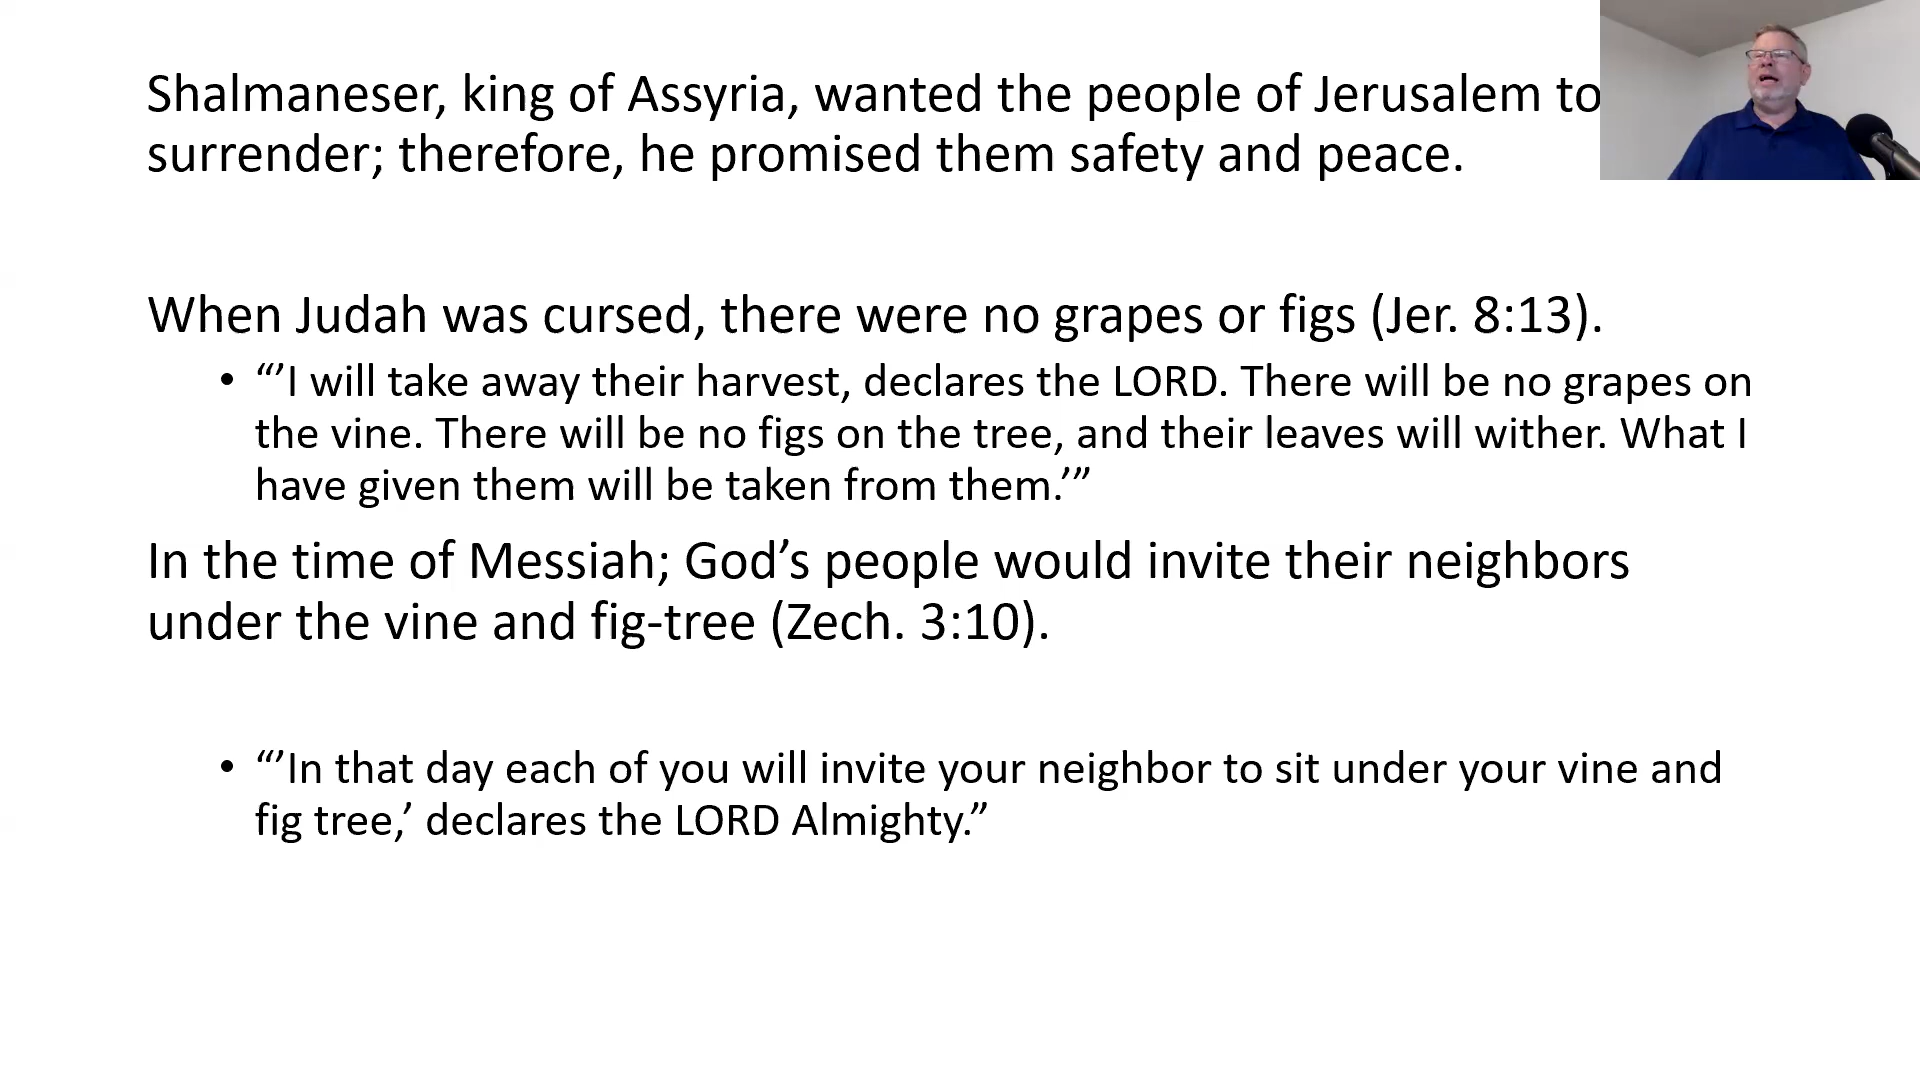 Shalmaneser, king of Assyria, wanted the people of Jerusalem to
surrender; therefore, he promised them safety and peace.
When Judah was cursed, there were no grapes or figs (Jer. 8:13).
• “’I will take away their harvest, declares the LORD. There will be no grapes on
the vine. There will be no figs on the tree, and their leaves will wither. What I
have given them will be taken from them.’”
In the time of Messiah; God’s people would invite their neighbors
under the vine and fig-tree (Zech. 3:10).
• “’In that day each of you will invite your neighbor to sit under your vine and
fig tree,’ declares the LORD Almighty.”